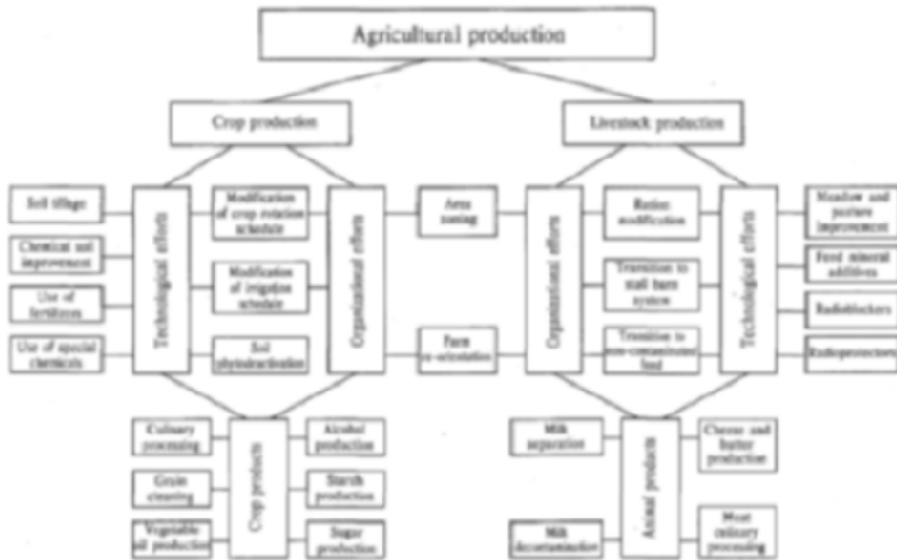 Agricultural production
Crop production
Livestock production
Soil tillage
Chemical soil
improvement
Use of
fertilizers
Use of special
chemicals
Technological efforts
Modification
of crop rotation
schedule
Modification
of irrigation
schedule
Soil
phytodeactivation
Organizational efforts
Area
zoning
Farm
re-orientation
Organizational efforts
Ration
modification
Transition to
stall barn
system
Transition to
non-contaminated
feed
Technological efforts
Meadow and
pasture
improvement
Feed mineral
additives
Radioblockers
Radioprotectors
Culinary
processing
Grain
cleaning
Vegetable
oil production
Crop products
Alcohol
production
Starch
production
Sugar
production
Milk
separation
Milk
decontamination
Animal products
Cheese and
butter
production
Meat
culinary
processing